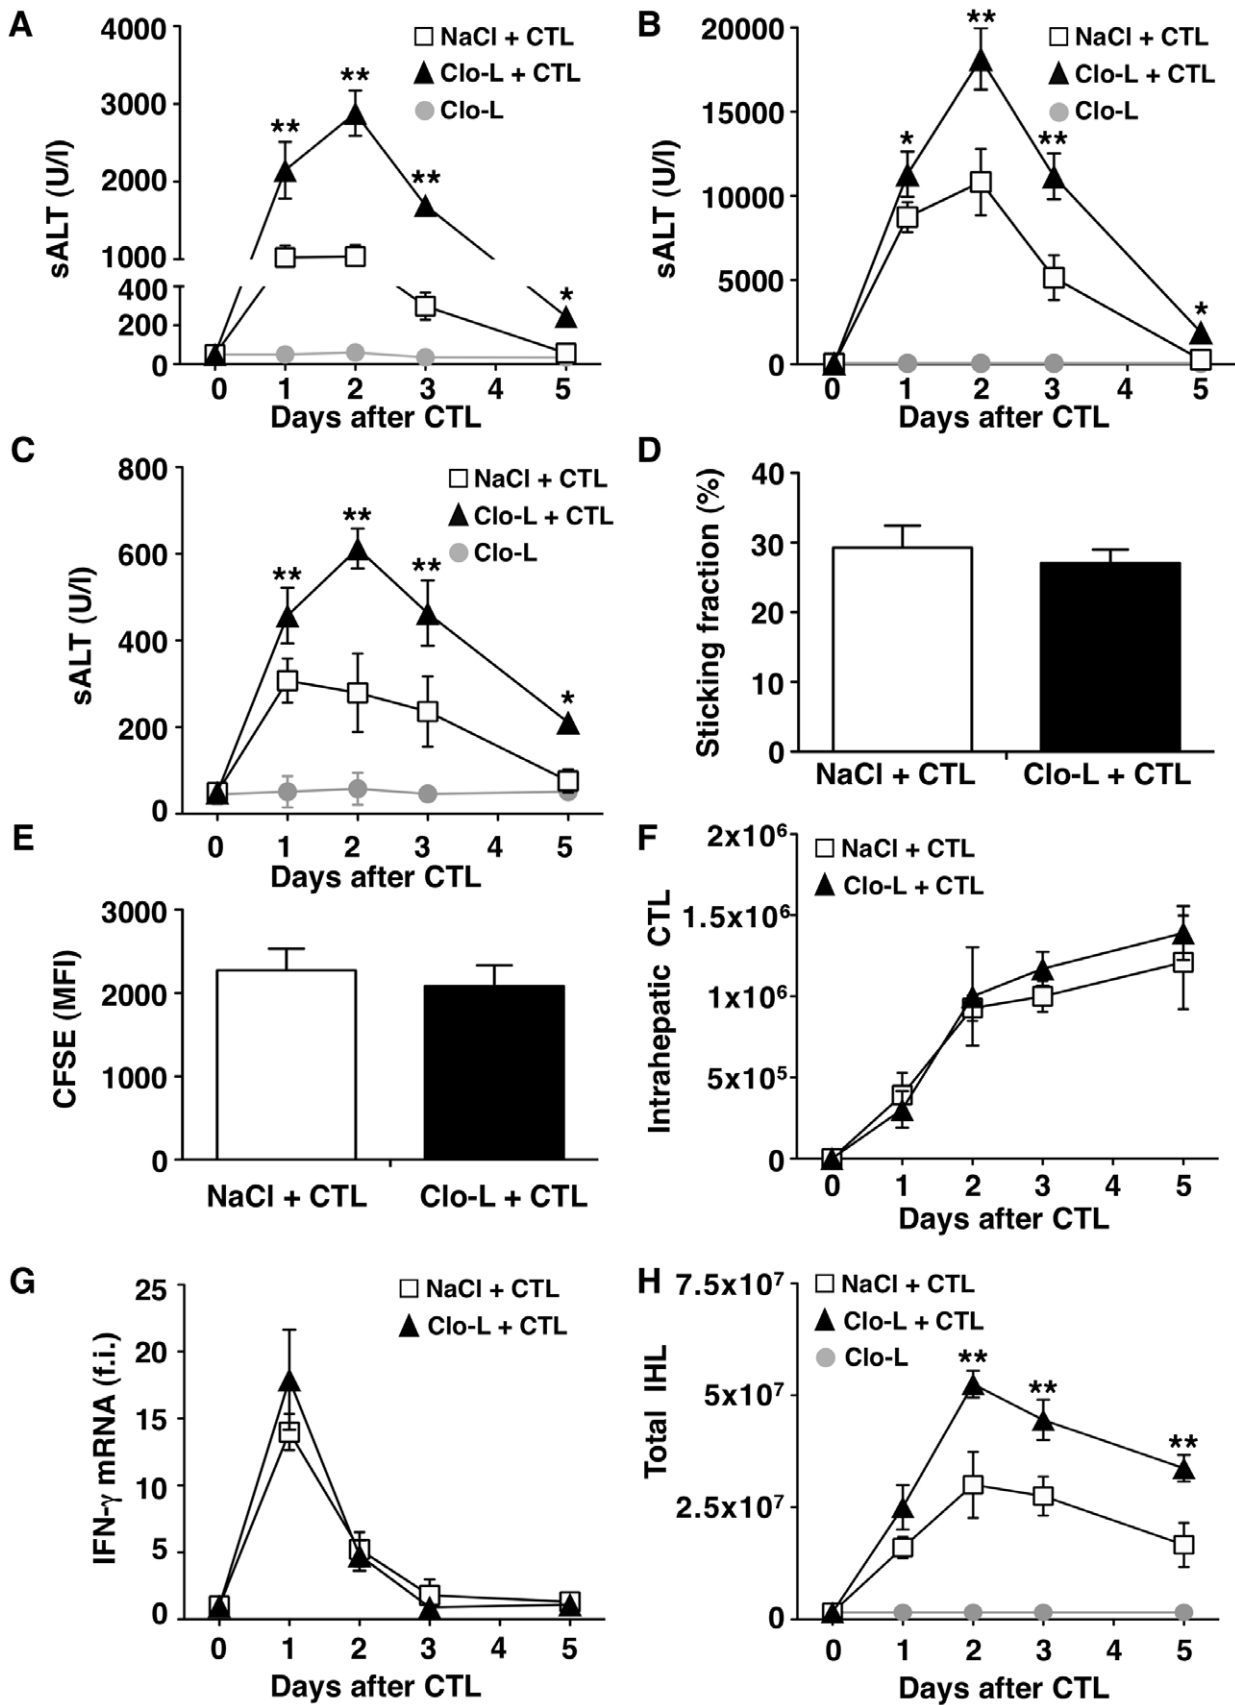 A
4000
3000
2000
1000
400
200
0
sALT (U/l)
NaCl + CTL
Clo-L + CTL
Clo-L
**
**
**
*
0 1 2 3 4 5
Days after CTL
B
20000
15000
10000
5000
0
sALT (U/l)
NaCl + CTL
Clo-L + CTL
Clo-L
*
**
**
*
0 1 2 3 4 5
Days after CTL
C
800
600
400
200
0
sALT (U/l)
NaCl + CTL
Clo-L + CTL
Clo-L
**
**
**
*
0 1 2 3 4 5
Days after CTL
D
40
30
20
10
0
Sticking fraction (%)
NaCl + CTL Clo-L + CTL
E
3000
2000
1000
0
CFSE (MFI)
NaCl + CTL Clo-L + CTL
F
2x10⁶
1.5x10⁶
1x10⁶
5x10⁵
0
Intrahepatic CTL
NaCl + CTL
Clo-L + CTL
0 1 2 3 4 5
Days after CTL
G
25
20
15
10
5
0
IFN-γ mRNA (f.i.)
NaCl + CTL
Clo-L + CTL
0 1 2 3 4 5
Days after CTL
H
7.5x10⁷
5x10⁷
2.5x10⁷
0
Total IHL
NaCl + CTL
Clo-L + CTL
Clo-L
**
**
**
0 1 2 3 4 5
Days after CTL